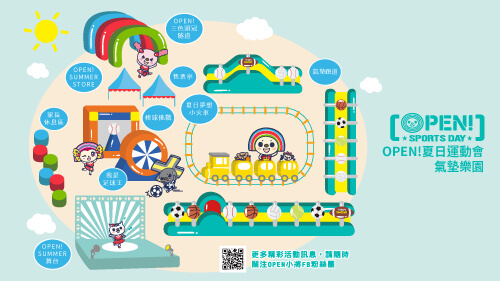 OPEN!
三色頭冠
隧道
OPEN!
SUMMER
STORE
售票亭
氣墊跑道
家長
休息區
棒球挑戰
夏日夢想
小火車
我是
足球王
[OPEN!]
★ SPORTS DAY ★
OPEN!夏日運動會
氣墊樂園
OPEN!
SUMMER
舞台
更多精彩活動訊息，請隨時
關注OPEN小將FB粉絲團